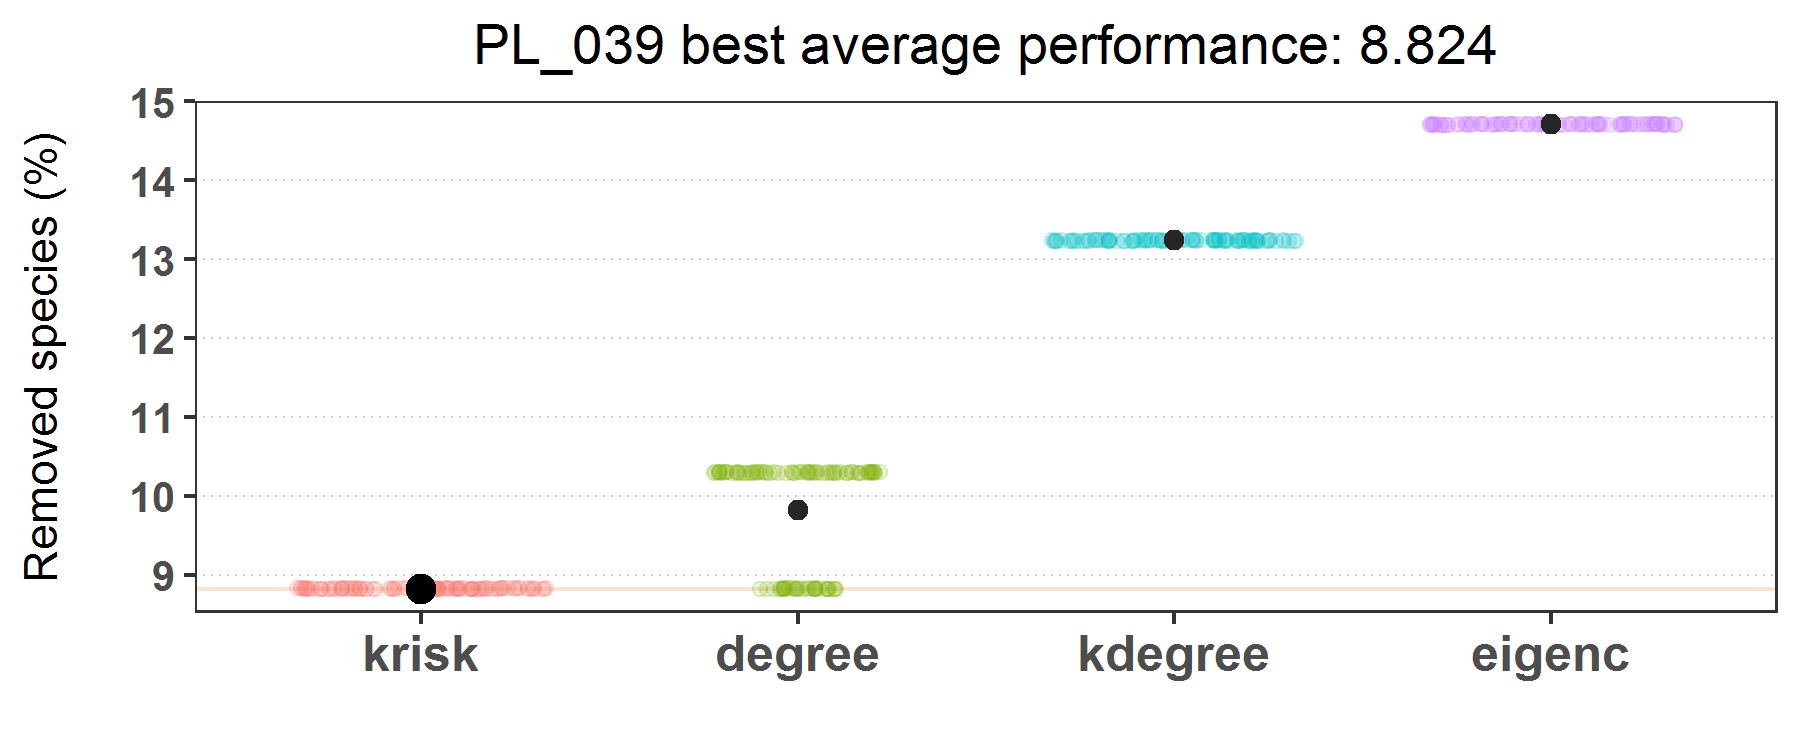 PL_039 best average performance: 8.824
Removed species (%)
15
14
13
12
11
10
9
krisk degree kdegree eigenc